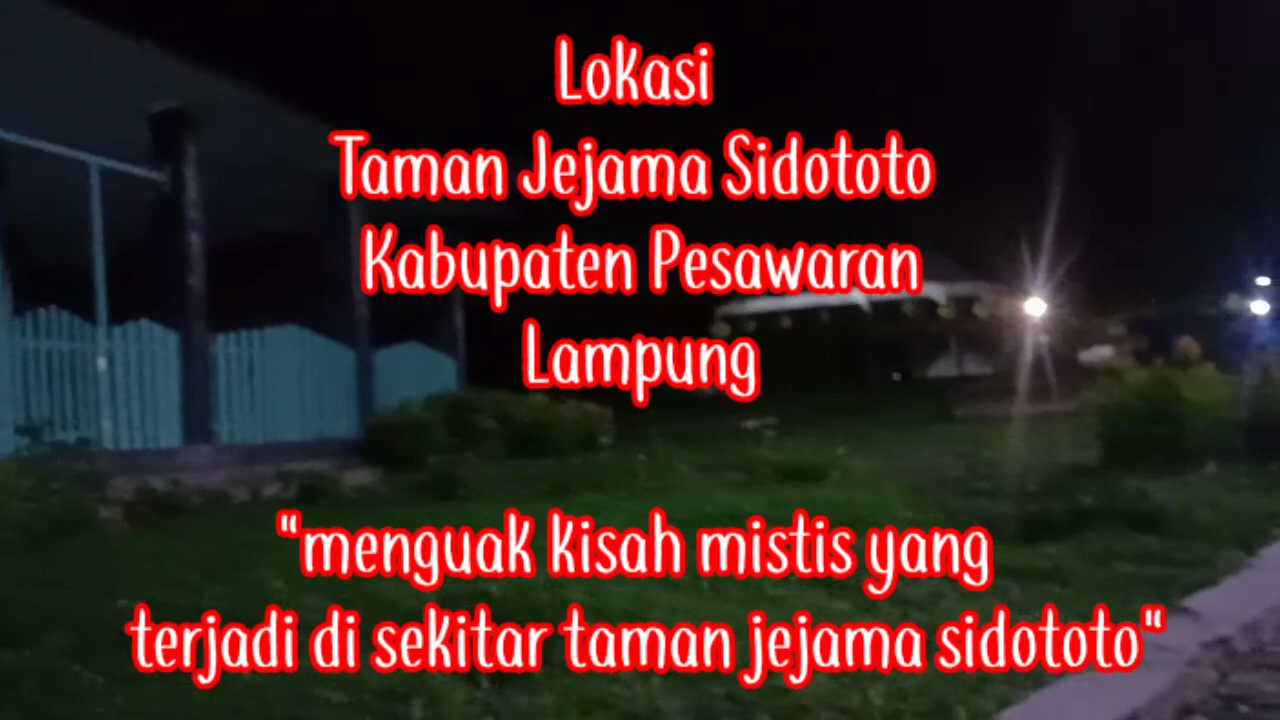 Lokasi
Taman Jejama Sidototo
Kabupaten Pesawaran
Lampung
"menguak kisah mistis yang
terjadi di sekitar taman jejama sidototo"